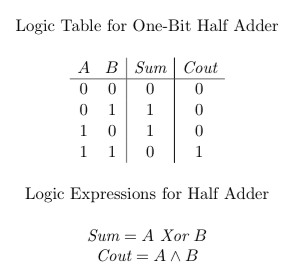 Logic Table for One-Bit Half Adder
A B Sum Cout
0 0 0 0
0 1 1 0
1 0 1 0
1 1 0 1
Logic Expressions for Half Adder
Sum = A Xor B
Cout = A ∧ B